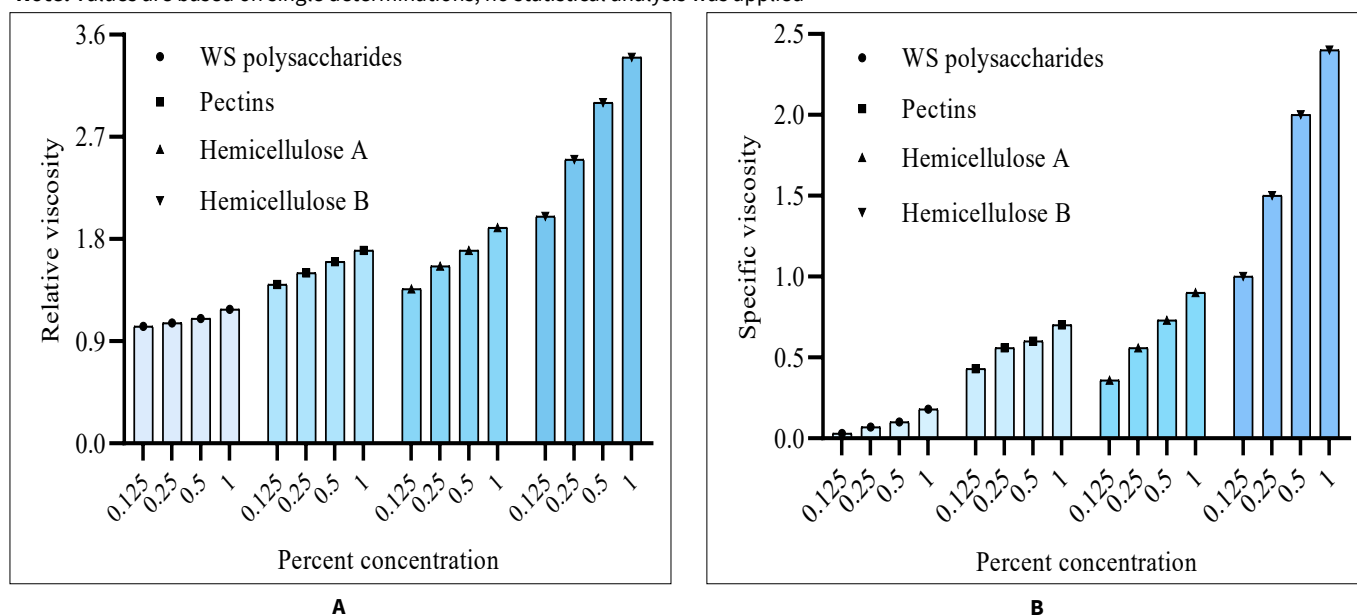 Note: Values are based on single determinations; no statistical analysis was applied
3.6
2.7
1.8
0.9
0.0
Relative viscosity
WS polysaccharides
Pectins
Hemicellulose A
Hemicellulose B
0.125
0.25
0.5
1
0.125
0.25
0.5
1
0.125
0.25
0.5
1
0.125
0.25
0.5
1
Percent concentration
A
2.5
2.0
1.5
1.0
0.5
0.0
Specific viscosity
WS polysaccharides
Pectins
Hemicellulose A
Hemicellulose B
0.125
0.25
0.5
1
0.125
0.25
0.5
1
0.125
0.25
0.5
1
0.125
0.25
0.5
1
Percent concentration
B